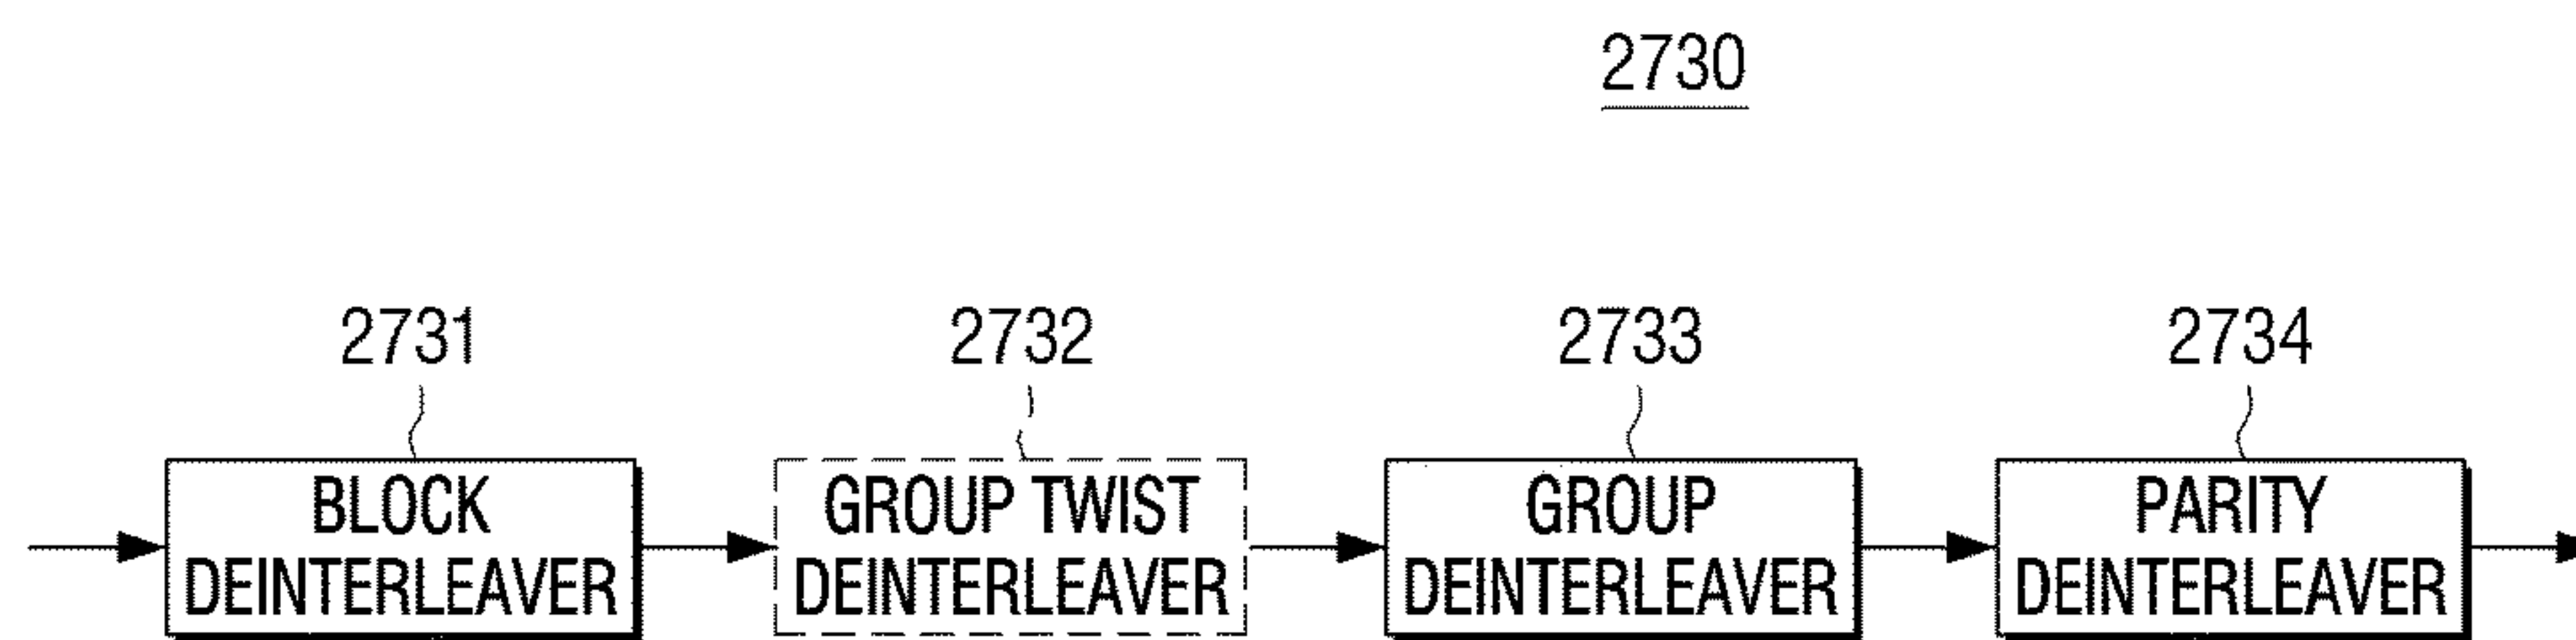 2730
2731
2732
2733
2734
BLOCK
DEINTERLEAVER
GROUP TWIST
DEINTERLEAVER
GROUP
DEINTERLEAVER
PARITY
DEINTERLEAVER